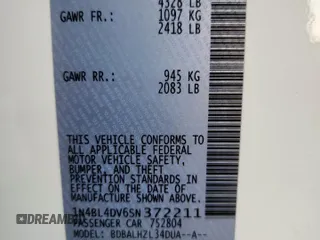 4328 LB
GAWR FR.: 1097 KG
2418 LB
GAWR RR.: 945 KG
2083 LB
THIS VEHICLE CONFORMS TO
ALL APPLICABLE FEDERAL
MOTOR VEHICLE SAFETY,
BUMPER, AND THEFT
PREVENTION STANDARDS IN
EFFECT ON THE DATE OF
MANUFACTURE SHOWN ABOVE.
1N4BL4DV6SN372211
PASSENGER CAR 752804
MODEL: BDBALHZL34DUA--A--